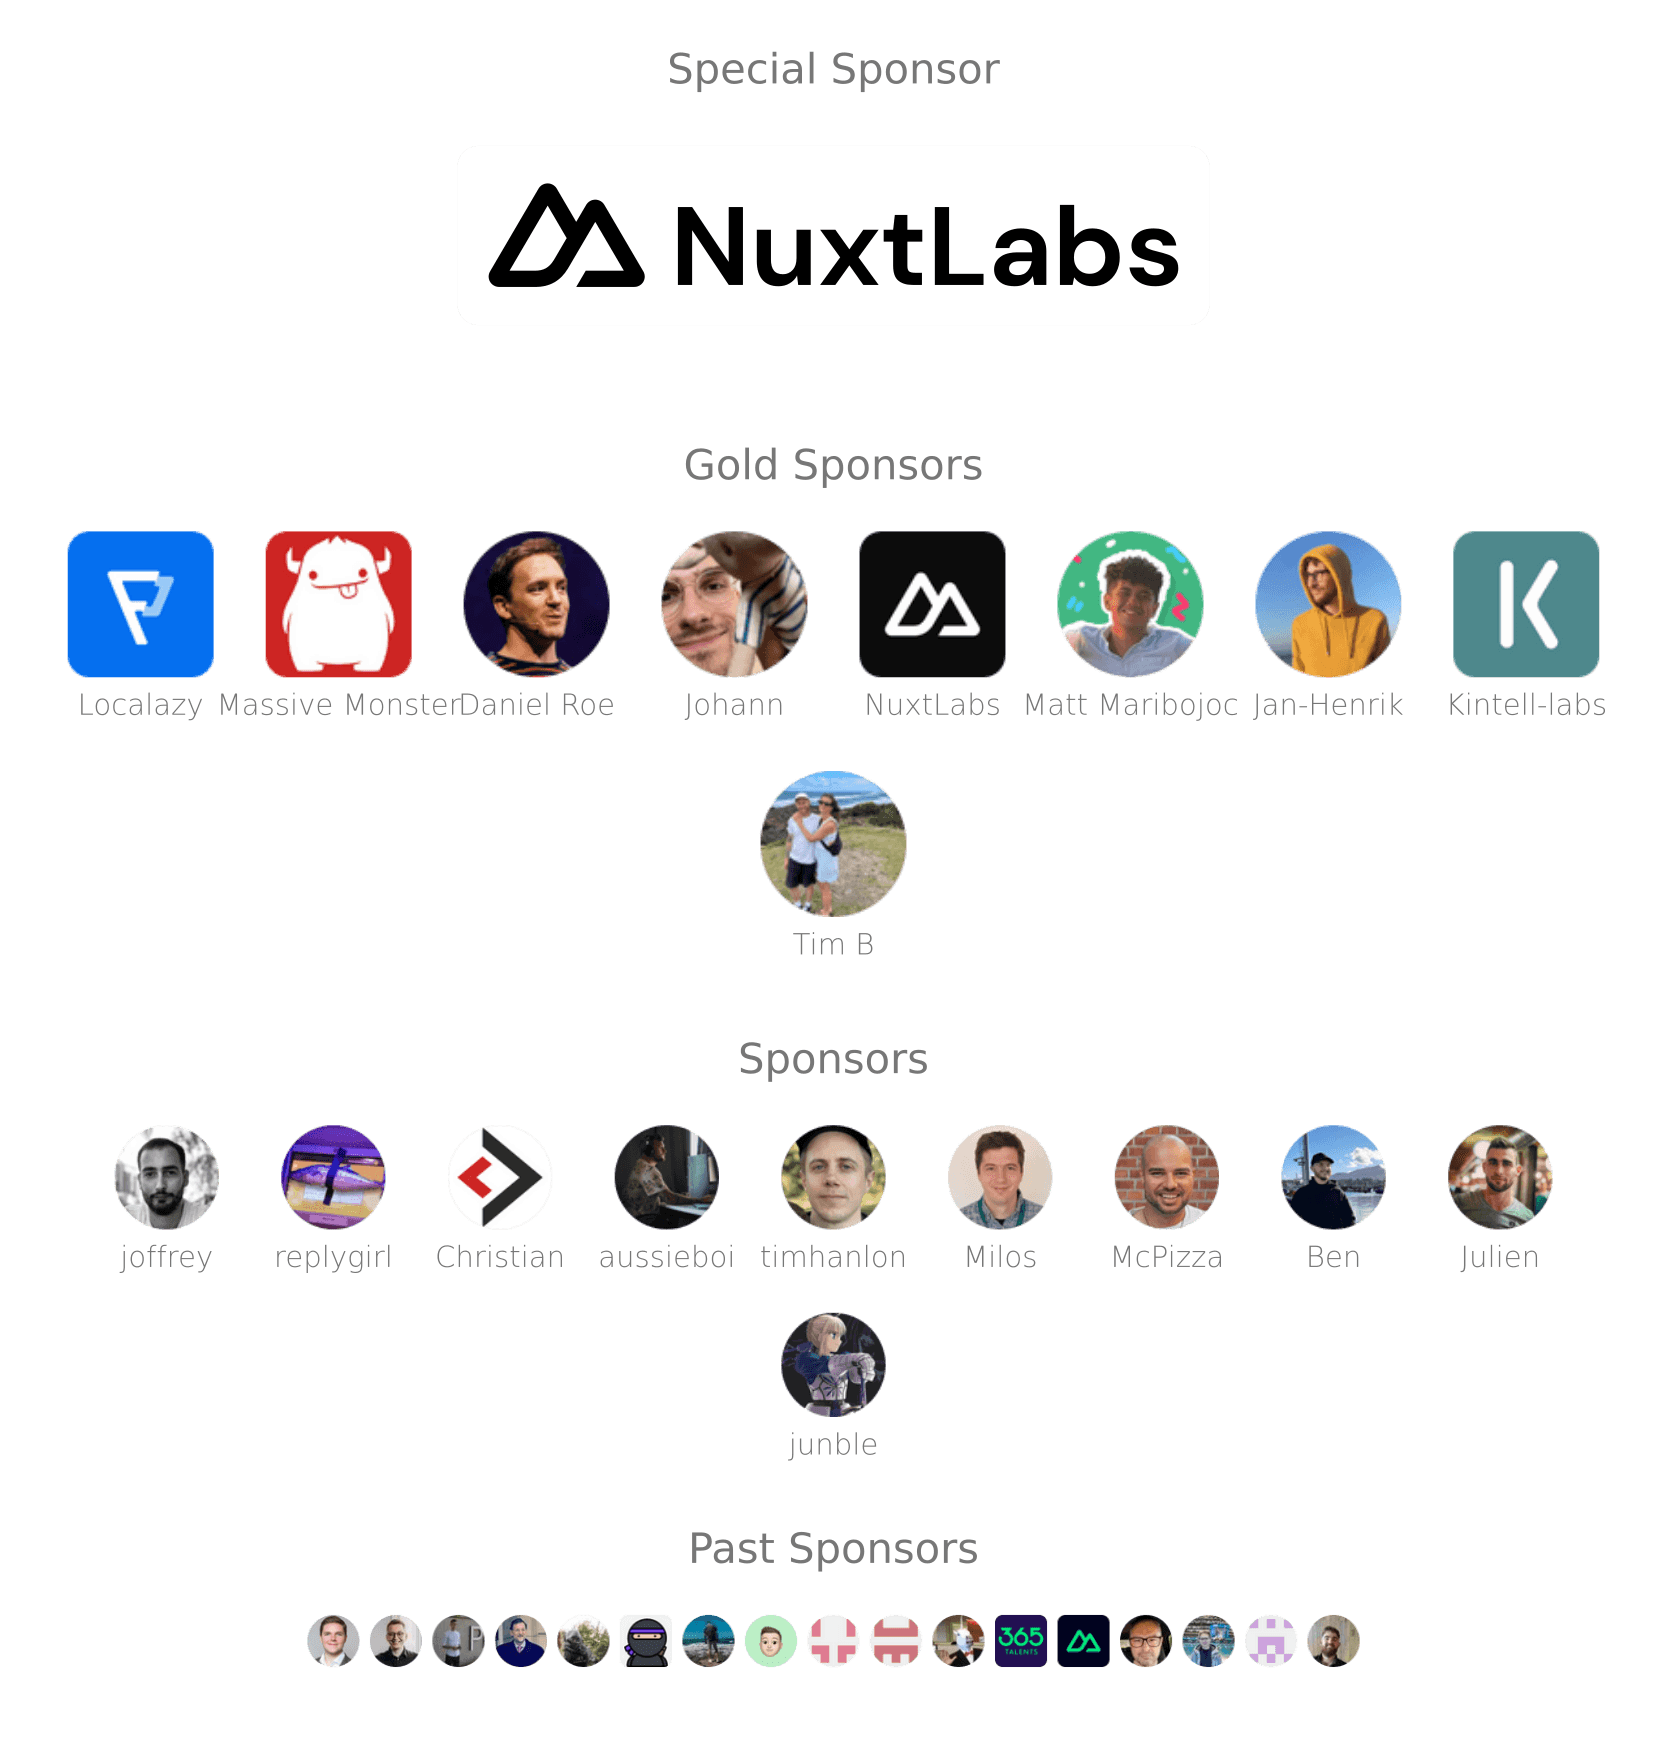 Special Sponsor
NuxtLabs
Gold Sponsors
Localazy Massive Monster Daniel Roe Johann NuxtLabs Matt Maribojoc Jan-Henrik Kintell-labs
Tim B
Sponsors
joffrey replygirl Christian aussieboi timhanlon Milos McPizza Ben Julien
junble
Past Sponsors
P
365
TALENTS